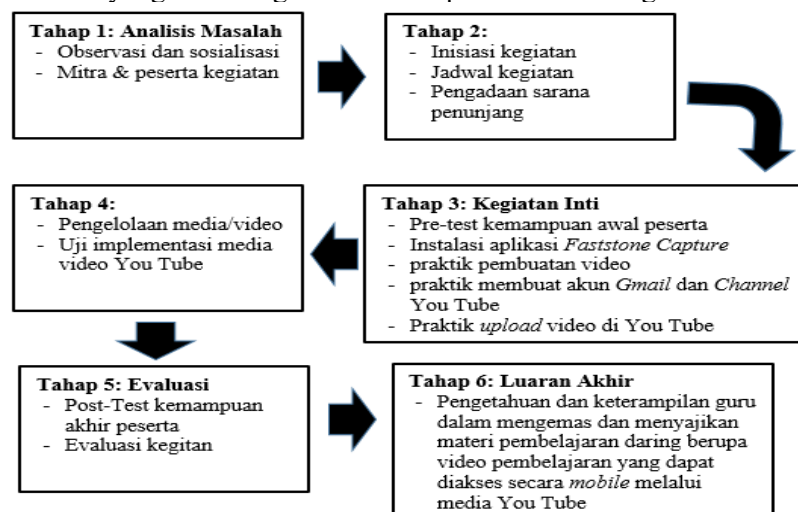 Tahap 1: Analisis Masalah
- Observasi dan sosialisasi
- Mitra & peserta kegiatan
Tahap 2:
- Inisiasi kegiatan
- Jadwal kegiatan
- Pengadaan sarana
penunjang
Tahap 3: Kegiatan Inti
- Pre-test kemampuan awal peserta
- Instalasi aplikasi Faststone Capture
- praktik pembuatan video
- praktik membuat akun Gmail dan Channel
You Tube
- Praktik upload video di You Tube
Tahap 4:
- Pengelolaan media/video
- Uji implementasi media
video You Tube
Tahap 5: Evaluasi
- Post-Test kemampuan
akhir peserta
- Evaluasi kegitan
Tahap 6: Luaran Akhir
- Pengetahuan dan keterampilan guru
dalam mengemas dan menyajikan
materi pembelajaran daring berupa
video pembelajaran yang dapat
diakses secara mobile melalui
media You Tube